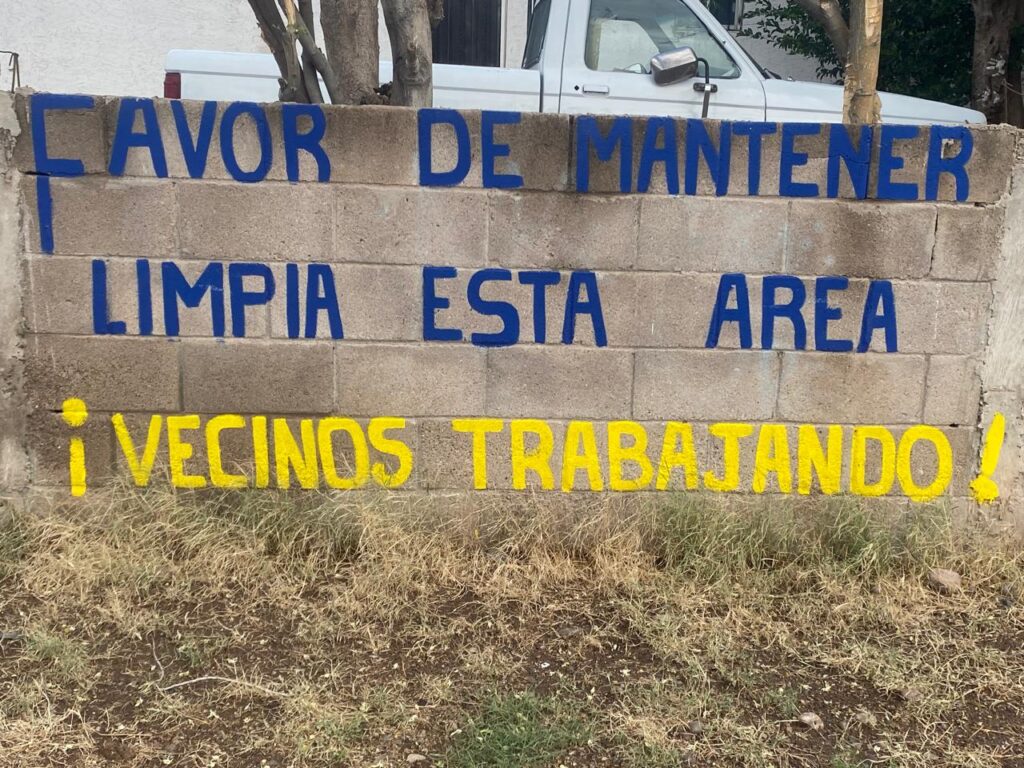 FAVOR DE MANTENER
LIMPIA ESTA AREA
¡VECINOS TRABAJANDO!